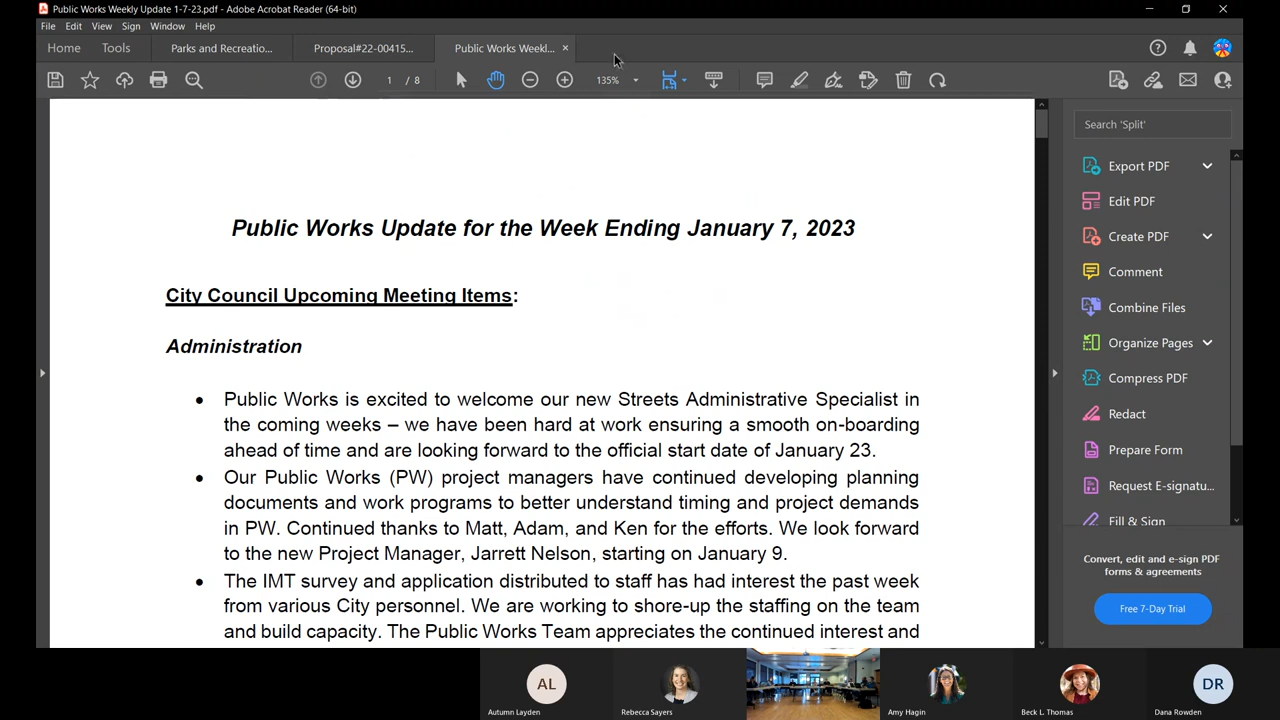 Public Works Weekly Update 1-7-23.pdf - Adobe Acrobat Reader (64-bit)
File Edit View Sign Window Help
Home Tools Parks and Recreatio... Proposal#22-00415... Public Works Weekl... ×
1 / 8 135%
Public Works Update for the Week Ending January 7, 2023
City Council Upcoming Meeting Items:
Administration
• Public Works is excited to welcome our new Streets Administrative Specialist in
the coming weeks – we have been hard at work ensuring a smooth on-boarding
ahead of time and are looking forward to the official start date of January 23.
• Our Public Works (PW) project managers have continued developing planning
documents and work programs to better understand timing and project demands
in PW. Continued thanks to Matt, Adam, and Ken for the efforts. We look forward
to the new Project Manager, Jarrett Nelson, starting on January 9.
• The IMT survey and application distributed to staff has had interest the past week
from various City personnel. We are working to shore-up the staffing on the team
and build capacity. The Public Works Team appreciates the continued interest and
Search 'Split'
Export PDF
Edit PDF
Create PDF
Comment
Combine Files
Organize Pages
Compress PDF
Redact
Prepare Form
Request E-signatu...
Fill & Sign
Convert, edit and e-sign PDF
forms & agreements
Free 7-Day Trial
AL
DR
Autumn Layden
Rebecca Sayers
Amy Hagin
Beck L. Thomas
Dana Rowden